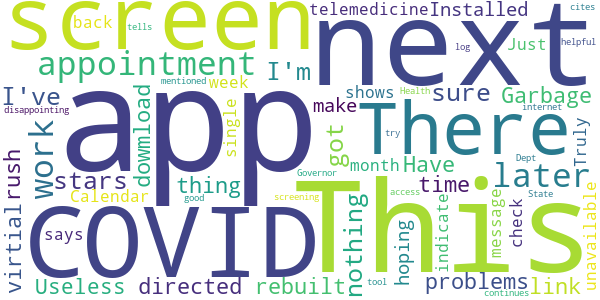 screen
next
telemedicine
Installed
cites
back
tells
log
Just
helpful
appointment
I'm
mentioned
week
I've
app
shows
make
sure
Garbage
disappointing
There
internet
work
download
single
got
Truly
rush
stars
thing
Health
month
Have
try
later
Calendar
Governor
Dept
time
COVID
This
good
screening
access
State
unavailable
virtial
says
nothing
hoping
indicate
message
check
Useless
directed
rebuilt
problems
link
tool
continues